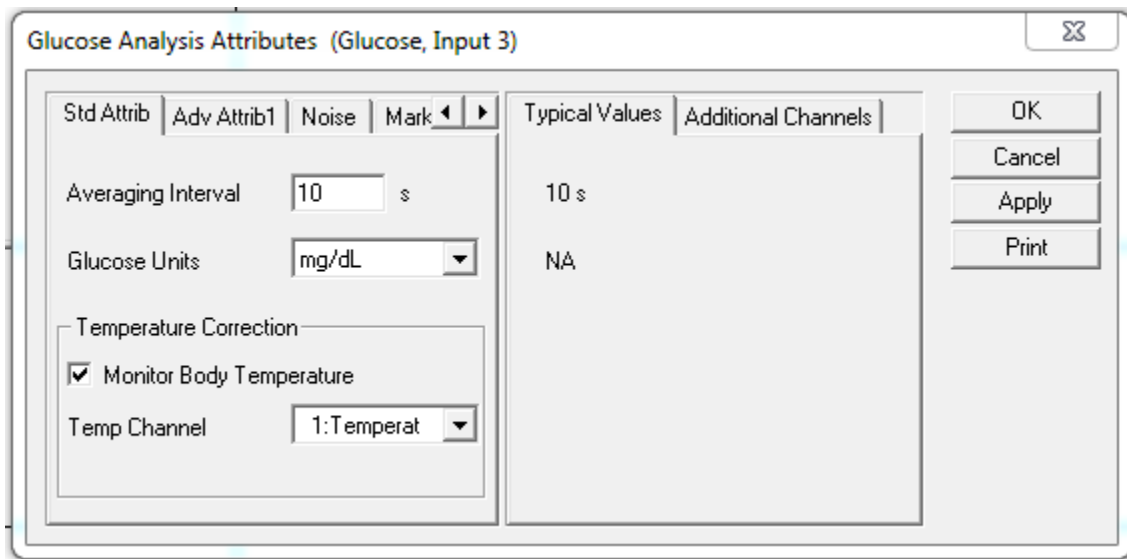 Glucose Analysis Attributes (Glucose, Input 3)
Std Attrib Adv Attrib1 Noise Mark
Typical Values Additional Channels
OK
Cancel
Apply
Print
Averaging Interval 10 s
10 s
Glucose Units mg/dL
NA
Temperature Correction
Monitor Body Temperature
Temp Channel 1:Temperat